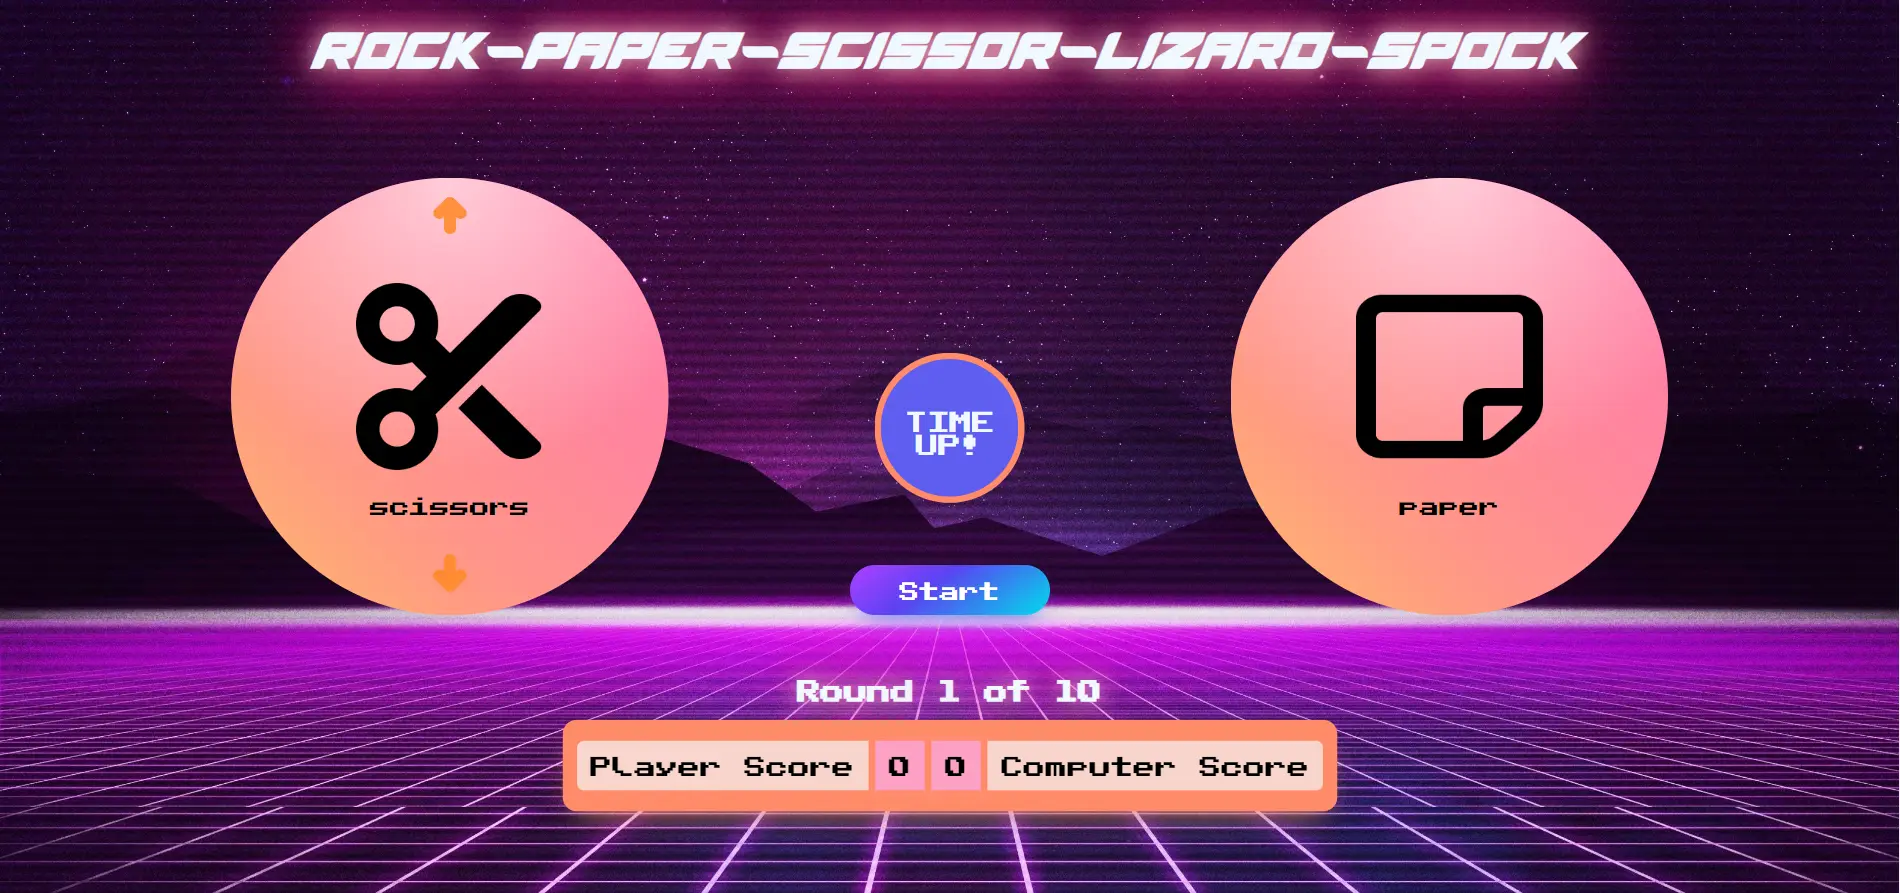 ROCK-PAPER-SCISSOR-LIZARD-SPOCK
scissors
TIME
UP!
paper
Start
Round 1 of 10
Player Score 0 0 Computer Score